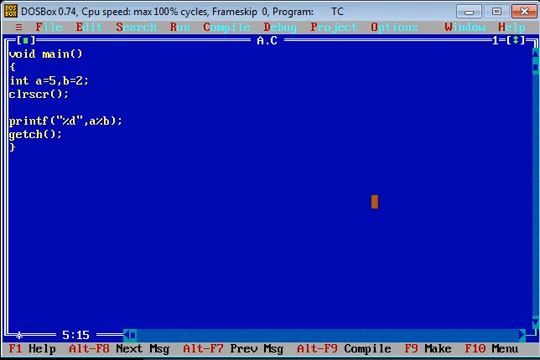 DOSBox 0.74, Cpu speed: max 100% cycles, Frameskip 0, Program: TC
≡ File Edit Search Run Compile Debug Project Options Window Help
[■] A.C 1=[↕]
void main()
{
int a=5,b=2;
clrscr();
printf("%d",a%b);
getch();
}
5:15
F1 Help Alt-F8 Next Msg Alt-F7 Prev Msg Alt-F9 Compile F9 Make F10 Menu